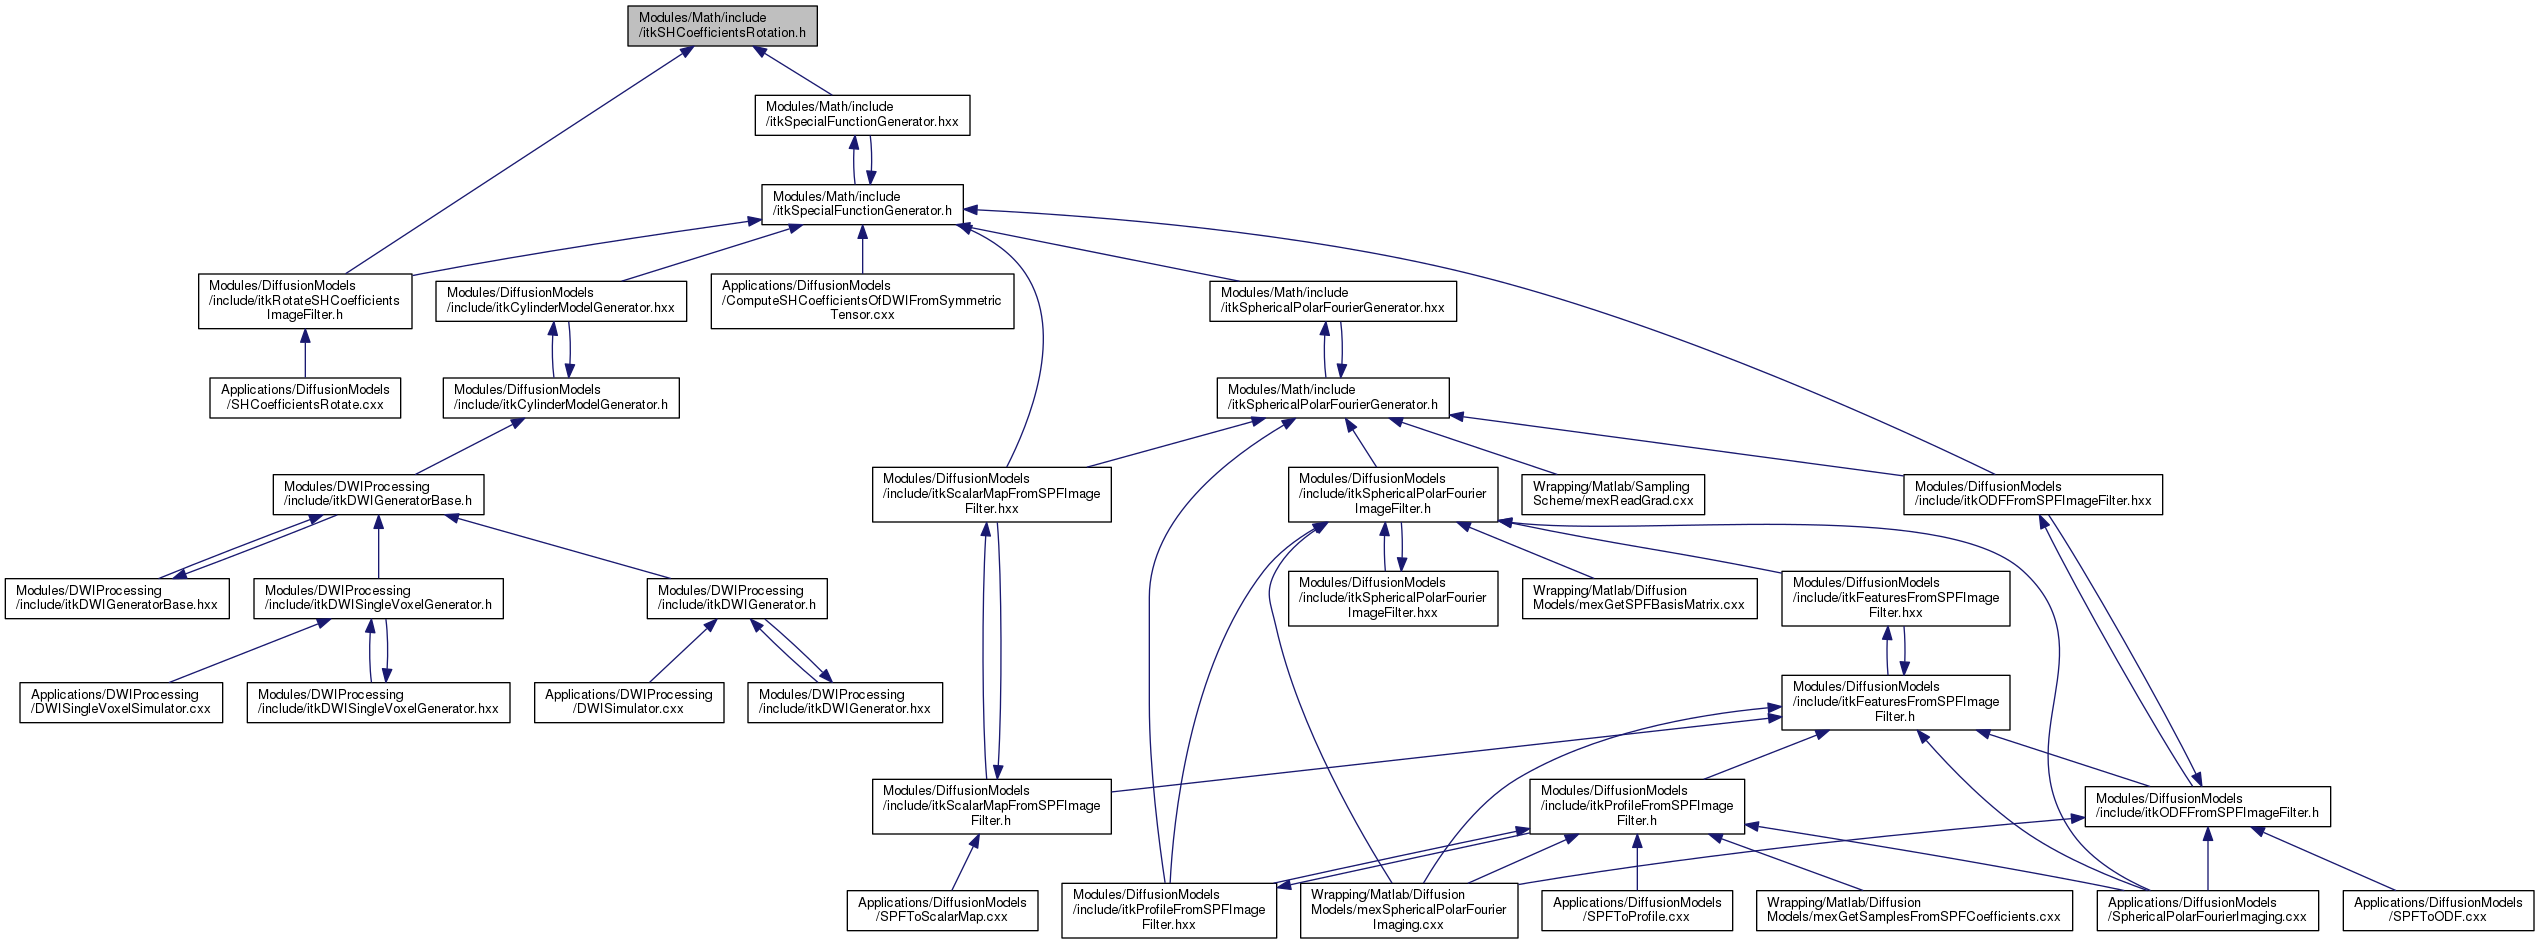 Modules/Math/include
/itkSHCoefficientsRotation.h
Modules/Math/include
/itkSpecialFunctionGenerator.hxx
Modules/Math/include
/itkSpecialFunctionGenerator.h
Modules/DiffusionModels
/include/itkRotateSHCoefficients
ImageFilter.h
Modules/DiffusionModels
/include/itkCylinderModelGenerator.hxx
Applications/DiffusionModels
/ComputeSHCoefficientsOfDWIFromSymmetric
Tensor.cxx
Modules/Math/include
/itkSphericalPolarFourierGenerator.hxx
Applications/DiffusionModels
/SHCoefficientsRotate.cxx
Modules/DiffusionModels
/include/itkCylinderModelGenerator.h
Modules/Math/include
/itkSphericalPolarFourierGenerator.h
Modules/DWIProcessing
/include/itkDWIGeneratorBase.h
Modules/DiffusionModels
/include/itkScalarMapFromSPFImage
Filter.hxx
Modules/DiffusionModels
/include/itkSphericalPolarFourier
ImageFilter.h
Wrapping/Matlab/Sampling
Scheme/mexReadGrad.cxx
Modules/DiffusionModels
/include/itkODFFromSPFImageFilter.hxx
Modules/DWIProcessing
/include/itkDWIGeneratorBase.hxx
Modules/DWIProcessing
/include/itkDWISingleVoxelGenerator.h
Modules/DWIProcessing
/include/itkDWIGenerator.h
Modules/DiffusionModels
/include/itkSphericalPolarFourier
ImageFilter.hxx
Wrapping/Matlab/Diffusion
Models/mexGetSPFBasisMatrix.cxx
Modules/DiffusionModels
/include/itkFeaturesFromSPFImage
Filter.hxx
Applications/DWIProcessing
/DWISingleVoxelSimulator.cxx
Modules/DWIProcessing
/include/itkDWISingleVoxelGenerator.hxx
Applications/DWIProcessing
/DWISimulator.cxx
Modules/DWIProcessing
/include/itkDWIGenerator.hxx
Modules/DiffusionModels
/include/itkFeaturesFromSPFImage
Filter.h
Modules/DiffusionModels
/include/itkScalarMapFromSPFImage
Filter.h
Modules/DiffusionModels
/include/itkProfileFromSPFImage
Filter.h
Modules/DiffusionModels
/include/itkODFFromSPFImageFilter.h
Applications/DiffusionModels
/SPFToScalarMap.cxx
Modules/DiffusionModels
/include/itkProfileFromSPFImage
Filter.hxx
Wrapping/Matlab/Diffusion
Models/mexSphericalPolarFourier
Imaging.cxx
Applications/DiffusionModels
/SPFToProfile.cxx
Wrapping/Matlab/Diffusion
Models/mexGetSamplesFromSPFCoefficients.cxx
Applications/DiffusionModels
/SphericalPolarFourierImaging.cxx
Applications/DiffusionModels
/SPFToODF.cxx